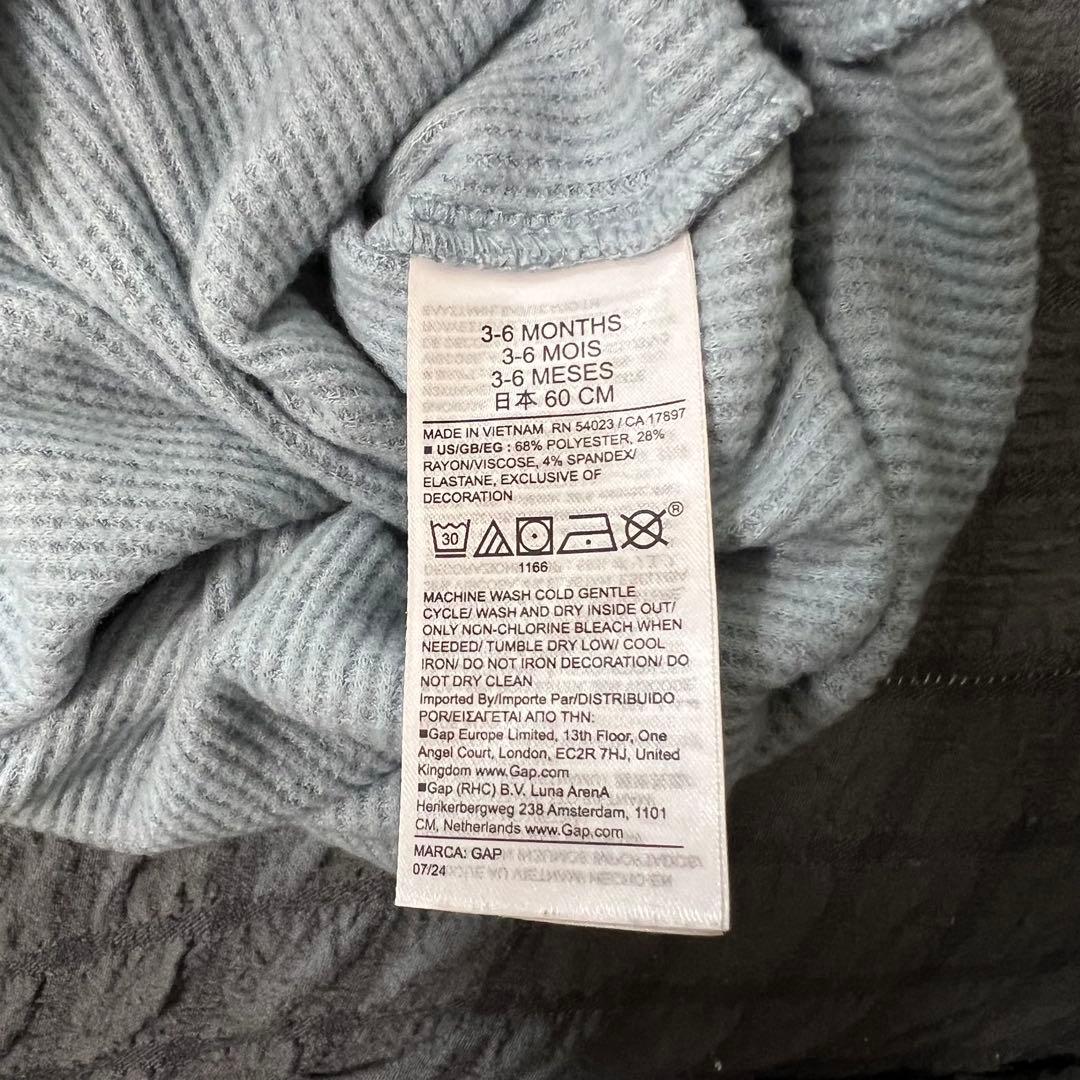 3-6 MONTHS
3-6 MOIS
3-6 MESES
日本 60 CM
MADE IN VIETNAM RN 54023 / CA 17897
■ US/GB/EG : 68% POLYESTER, 28%
RAYON/VISCOSE, 4% SPANDEX/
ELASTANE, EXCLUSIVE OF
DECORATION
30
®
1166
MACHINE WASH COLD GENTLE
CYCLE/ WASH AND DRY INSIDE OUT/
ONLY NON-CHLORINE BLEACH WHEN
NEEDED/ TUMBLE DRY LOW/ COOL
IRON/ DO NOT IRON DECORATION/ DO
NOT DRY CLEAN
Imported By/Importe Par/DISTRIBUIDO
POR/ΕΙΣΑΓΕΤΑΙ ΑΠΟ ΤΗΝ:
■Gap Europe Limited, 13th Floor, One
Angel Court, London, EC2R 7HJ, United
Kingdom www.Gap.com
■Gap (RHC) B.V. Luna ArenA
Herikerbergweg 238 Amsterdam, 1101
CM, Netherlands www.Gap.com
MARCA: GAP
07/24